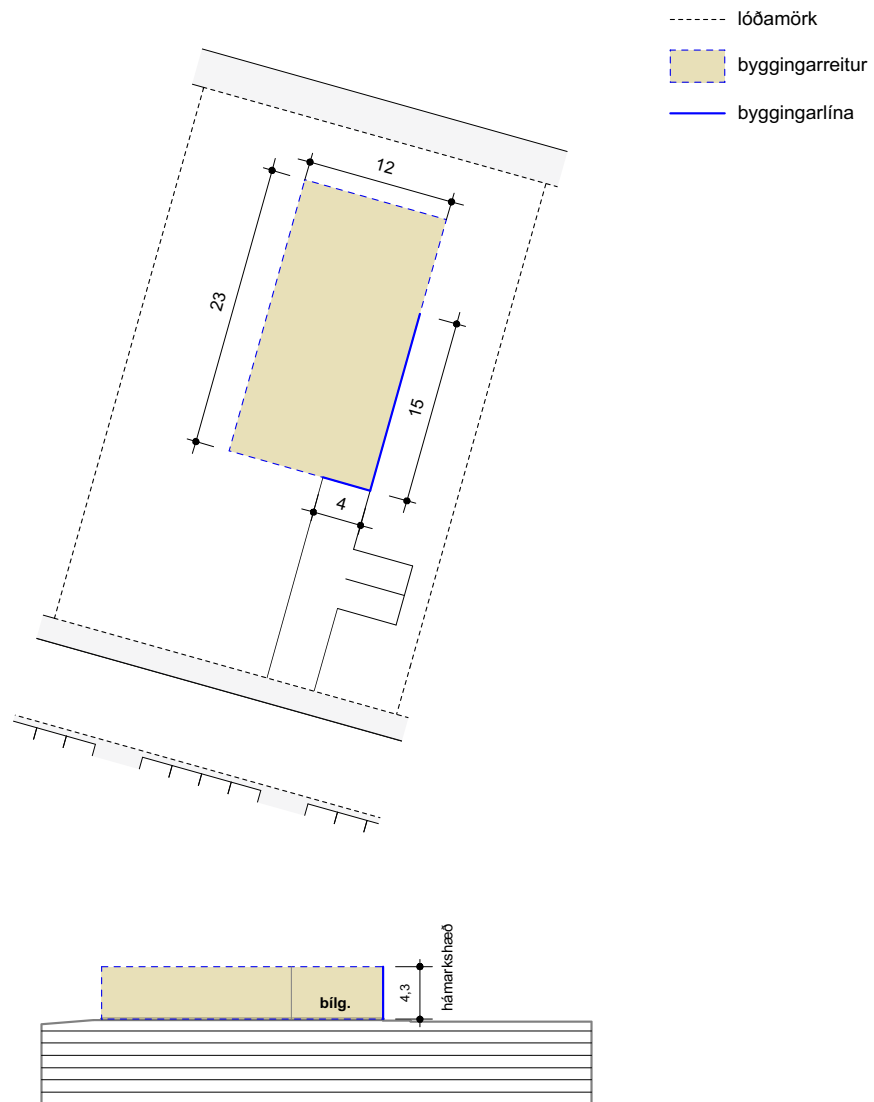 lóðamörk
byggingarreitur
byggingarlína
12
23
15
4
bílg.
4,3
hámarkshæð